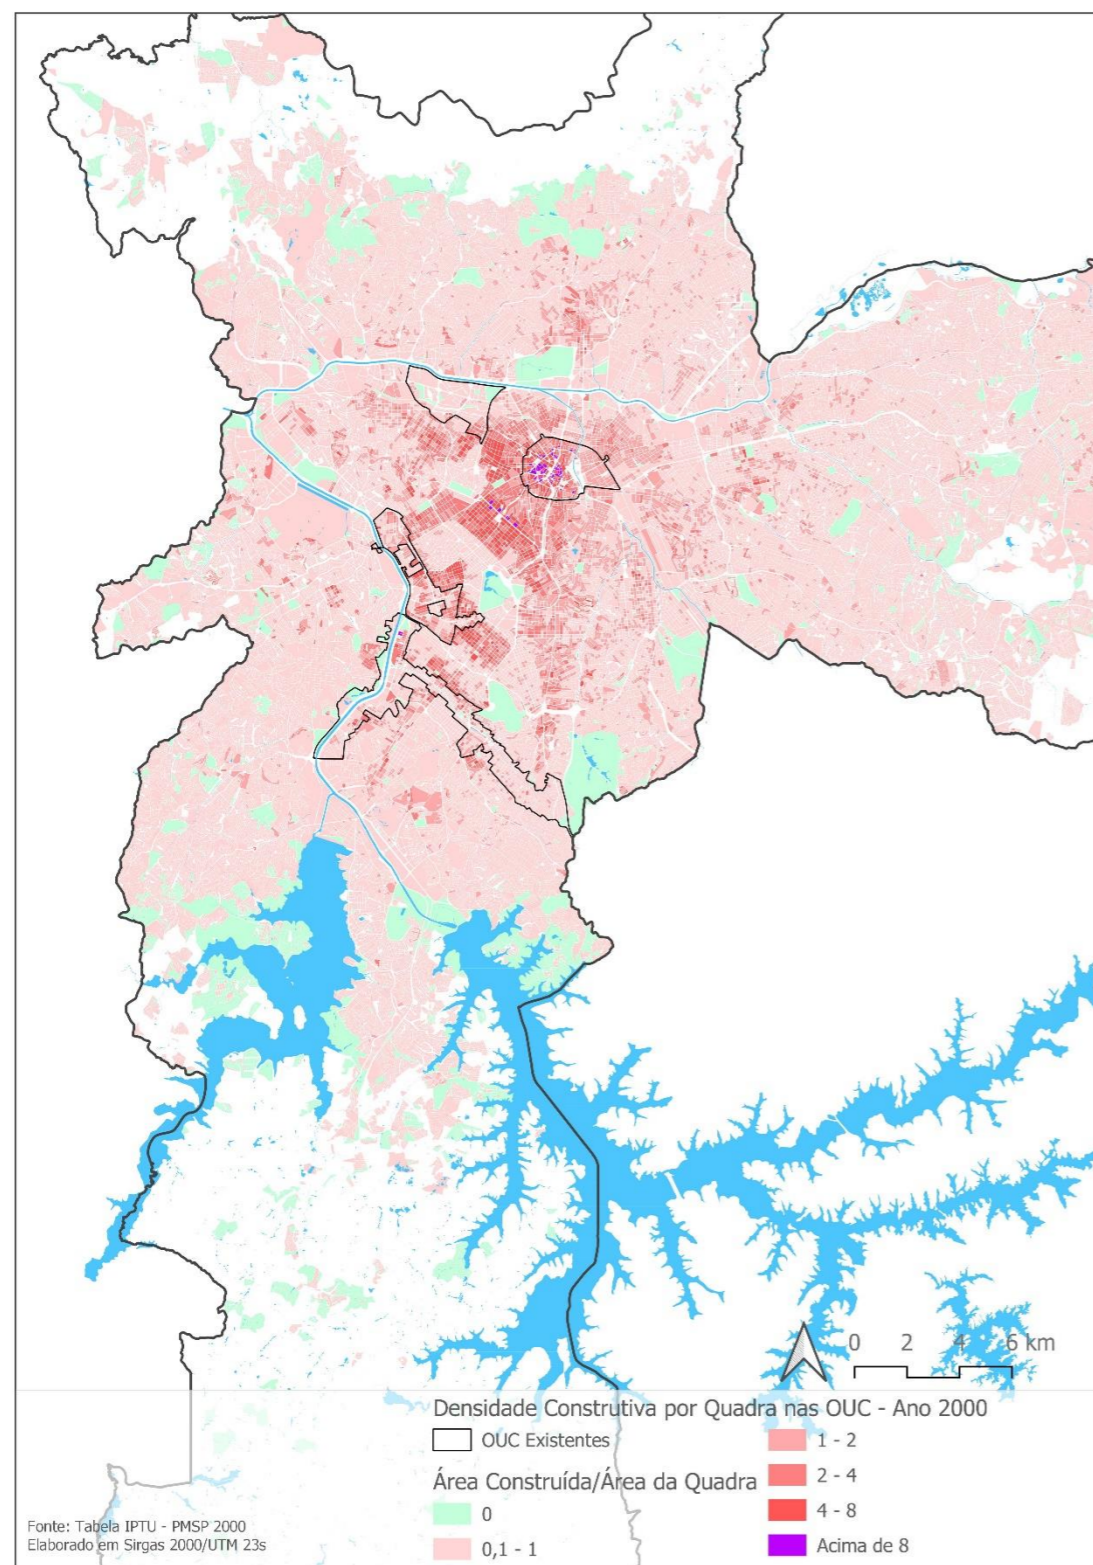 0 2 4 6 km
Densidade Construtiva por Quadra nas OUC - Ano 2000
OUC Existentes
Área Construída/Área da Quadra
0
0,1 - 1
1 - 2
2 - 4
4 - 8
Acima de 8
Fonte: Tabela IPTU - PMSP 2000
Elaborado em Sirgas 2000/UTM 23s